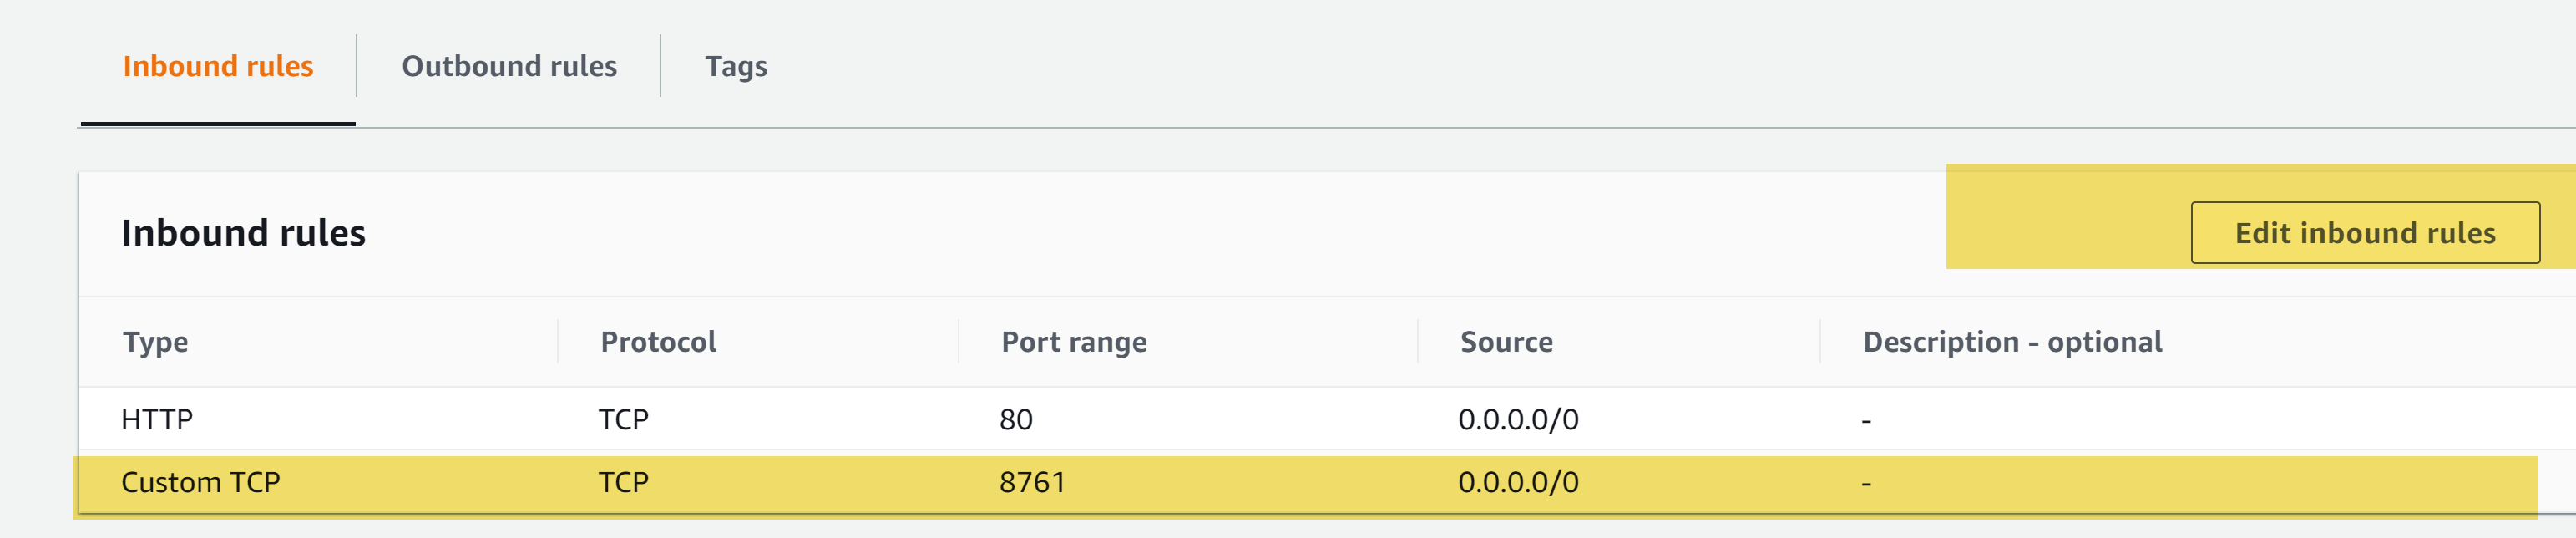 Inbound rules Outbound rules Tags
Inbound rules Edit inbound rules
Type Protocol Port range Source Description - optional
HTTP TCP 80 0.0.0.0/0 -
Custom TCP TCP 8761 0.0.0.0/0 -